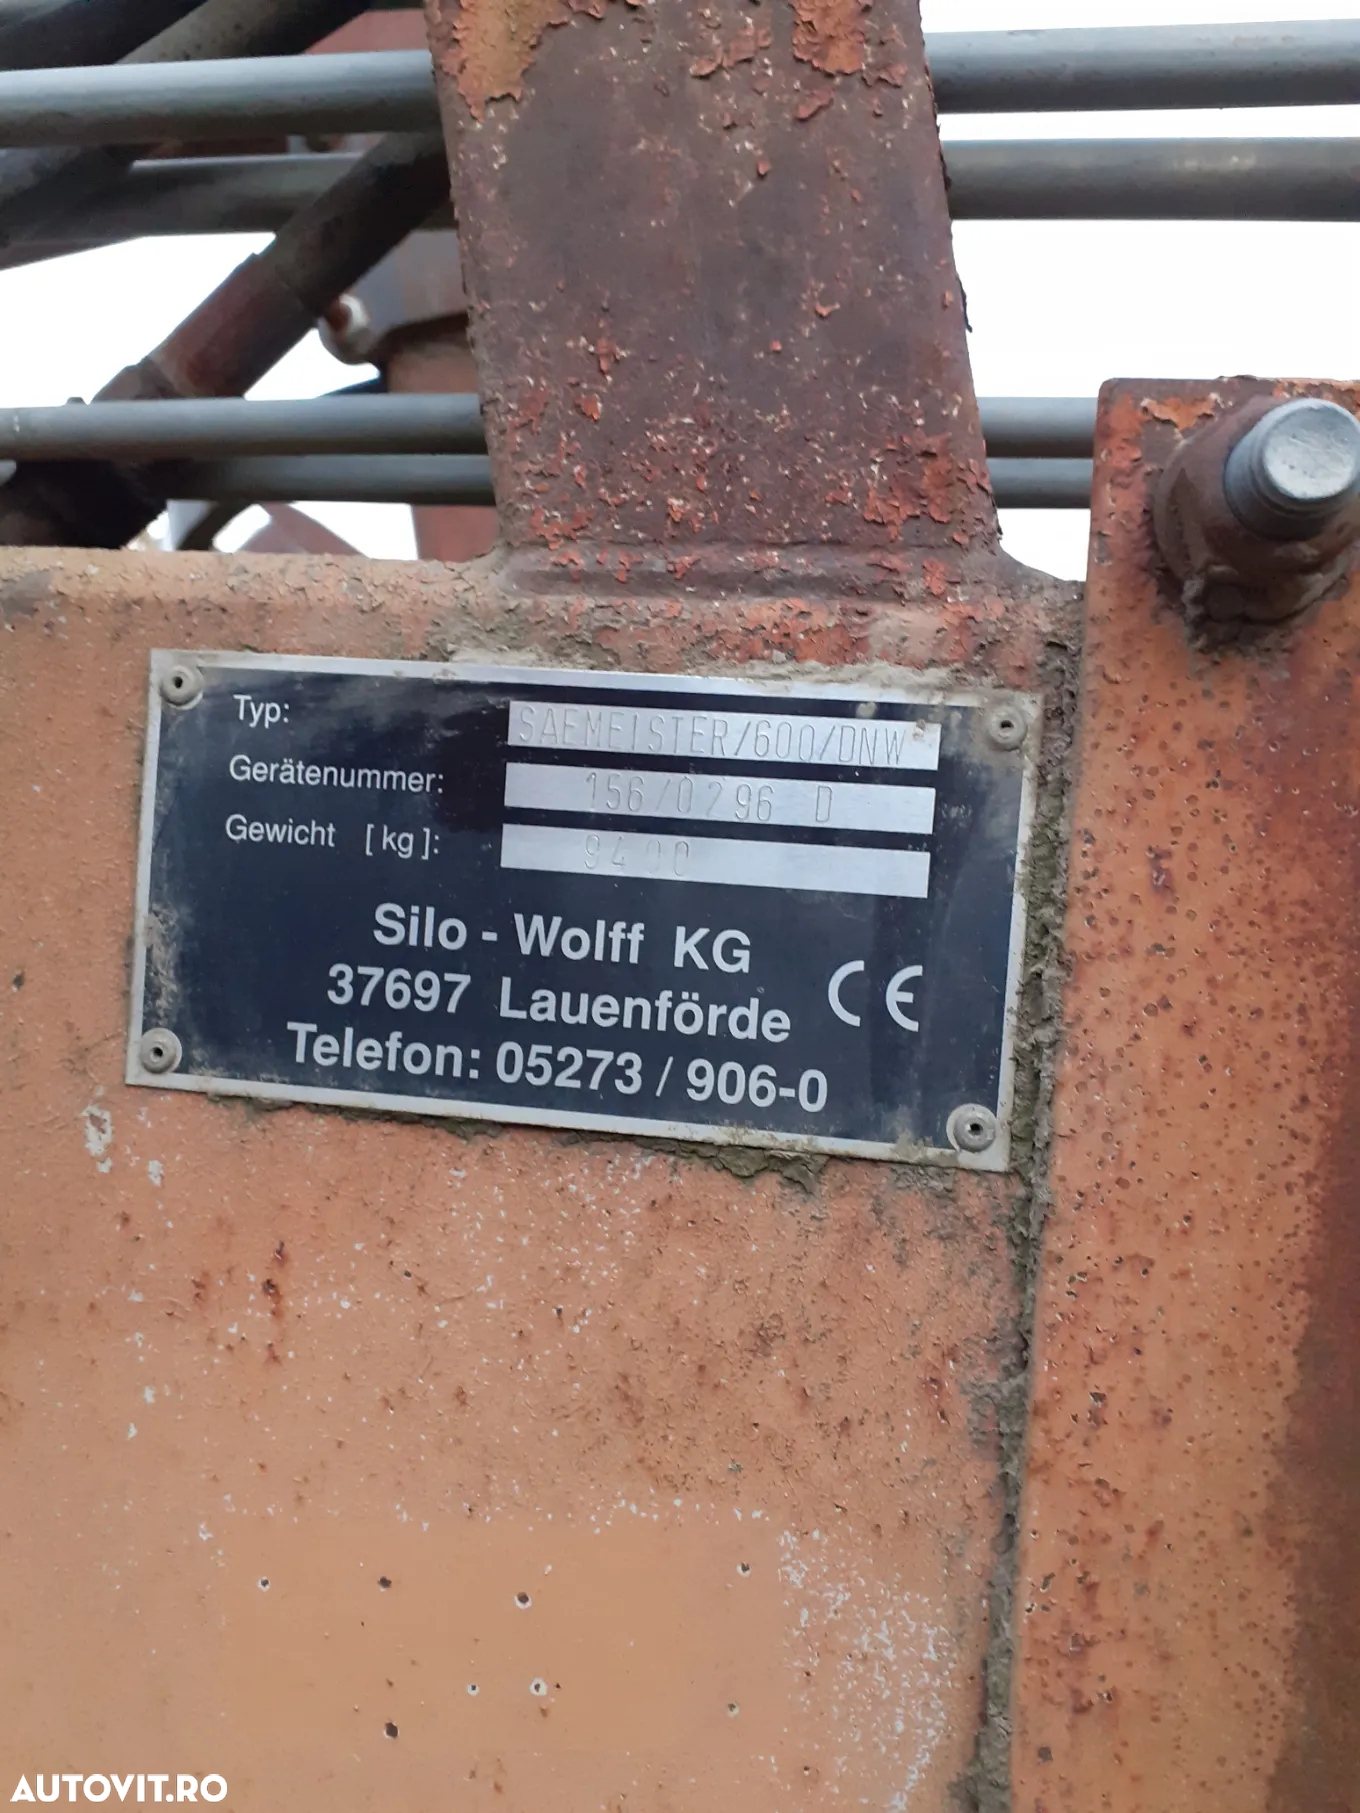 Typ: SAEMEISTER/600/DNW
Gerätenummer: 156/0296 D
Gewicht [kg]: 9400
Silo - Wolff KG
37697 Lauenförde
Telefon: 05273 / 906-0
CE
AUTOVIT.RO